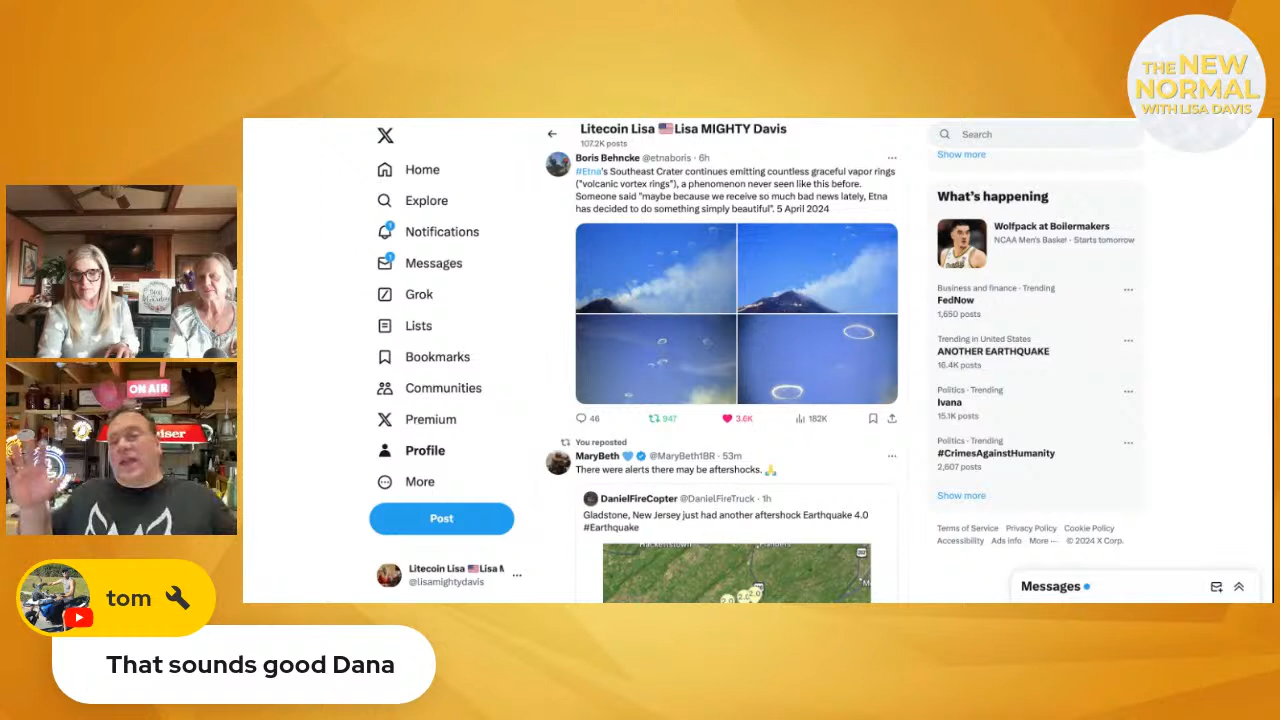 THE NEW
NORMAL
WITH LISA DAVIS
Home
Explore
Notifications
Messages
Grok
Lists
Bookmarks
Communities
Premium
Profile
More
Post
Litecoin Lisa 🇺🇸Lisa M
@lisamightydavis
Litecoin Lisa 🇺🇸Lisa MIGHTY Davis
107.2K posts
Boris Behncke @etnaboris · 6h
#Etna's Southeast Crater continues emitting countless graceful vapor rings
("volcanic vortex rings"), a phenomenon never seen like this before.
Someone said "maybe because we receive so much bad news lately, Etna
has decided to do something simply beautiful". 5 April 2024
46 947 3.6K 182K
You reposted
MaryBeth 💙 @MaryBeth1BR · 53m
There were alerts there may be aftershocks. 🙏
DanielFireCopter @DanielFireTruck · 1h
Gladstone, New Jersey just had another aftershock Earthquake 4.0
#Earthquake
2.0
2.0
Search
Show more
What's happening
Wolfpack at Boilermakers
NCAA Men's Basket · Starts tomorrow
Business and finance · Trending
FedNow
1,650 posts
Trending in United States
ANOTHER EARTHQUAKE
16.4K posts
Politics · Trending
Ivana
15.1K posts
Politics · Trending
#CrimesAgainstHumanity
2,607 posts
Show more
Terms of Service Privacy Policy Cookie Policy
Accessibility Ads info More ··· © 2024 X Corp.
Messages
ON AIR
tom
That sounds good Dana